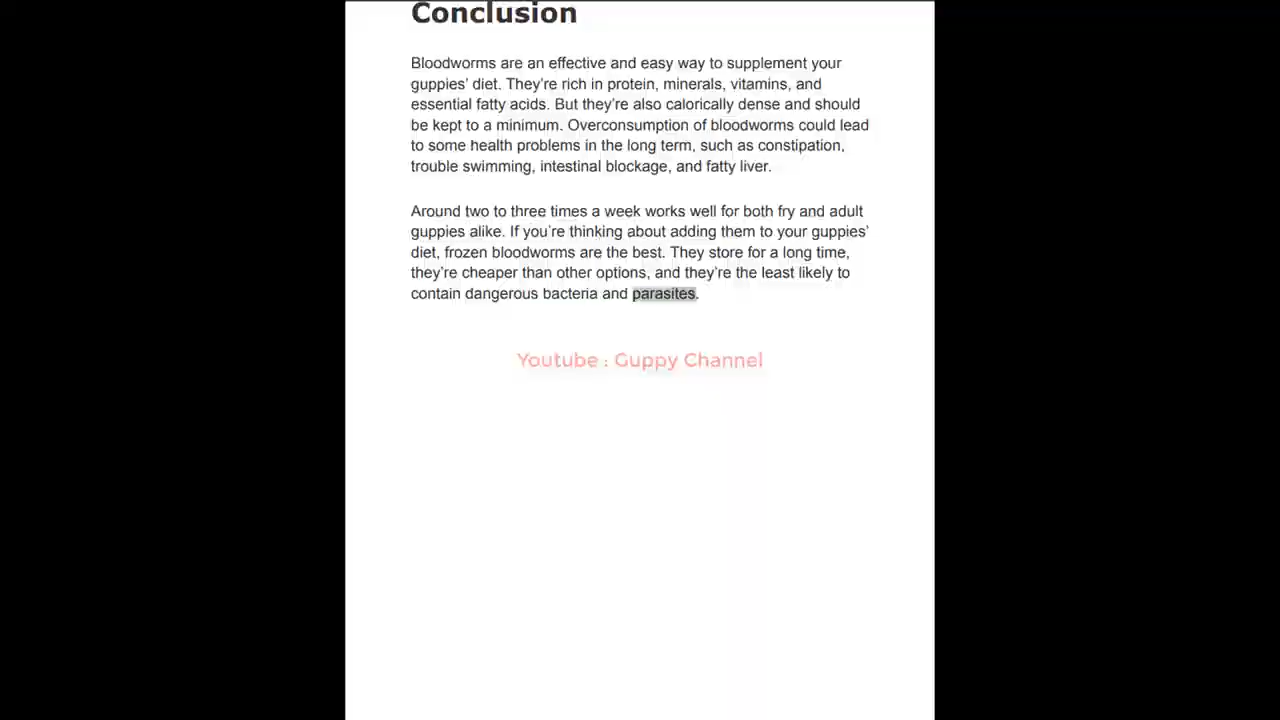 Conclusion
Bloodworms are an effective and easy way to supplement your
guppies’ diet. They’re rich in protein, minerals, vitamins, and
essential fatty acids. But they’re also calorically dense and should
be kept to a minimum. Overconsumption of bloodworms could lead
to some health problems in the long term, such as constipation,
trouble swimming, intestinal blockage, and fatty liver.
Around two to three times a week works well for both fry and adult
guppies alike. If you’re thinking about adding them to your guppies’
diet, frozen bloodworms are the best. They store for a long time,
they’re cheaper than other options, and they’re the least likely to
contain dangerous bacteria and parasites.
Youtube : Guppy Channel